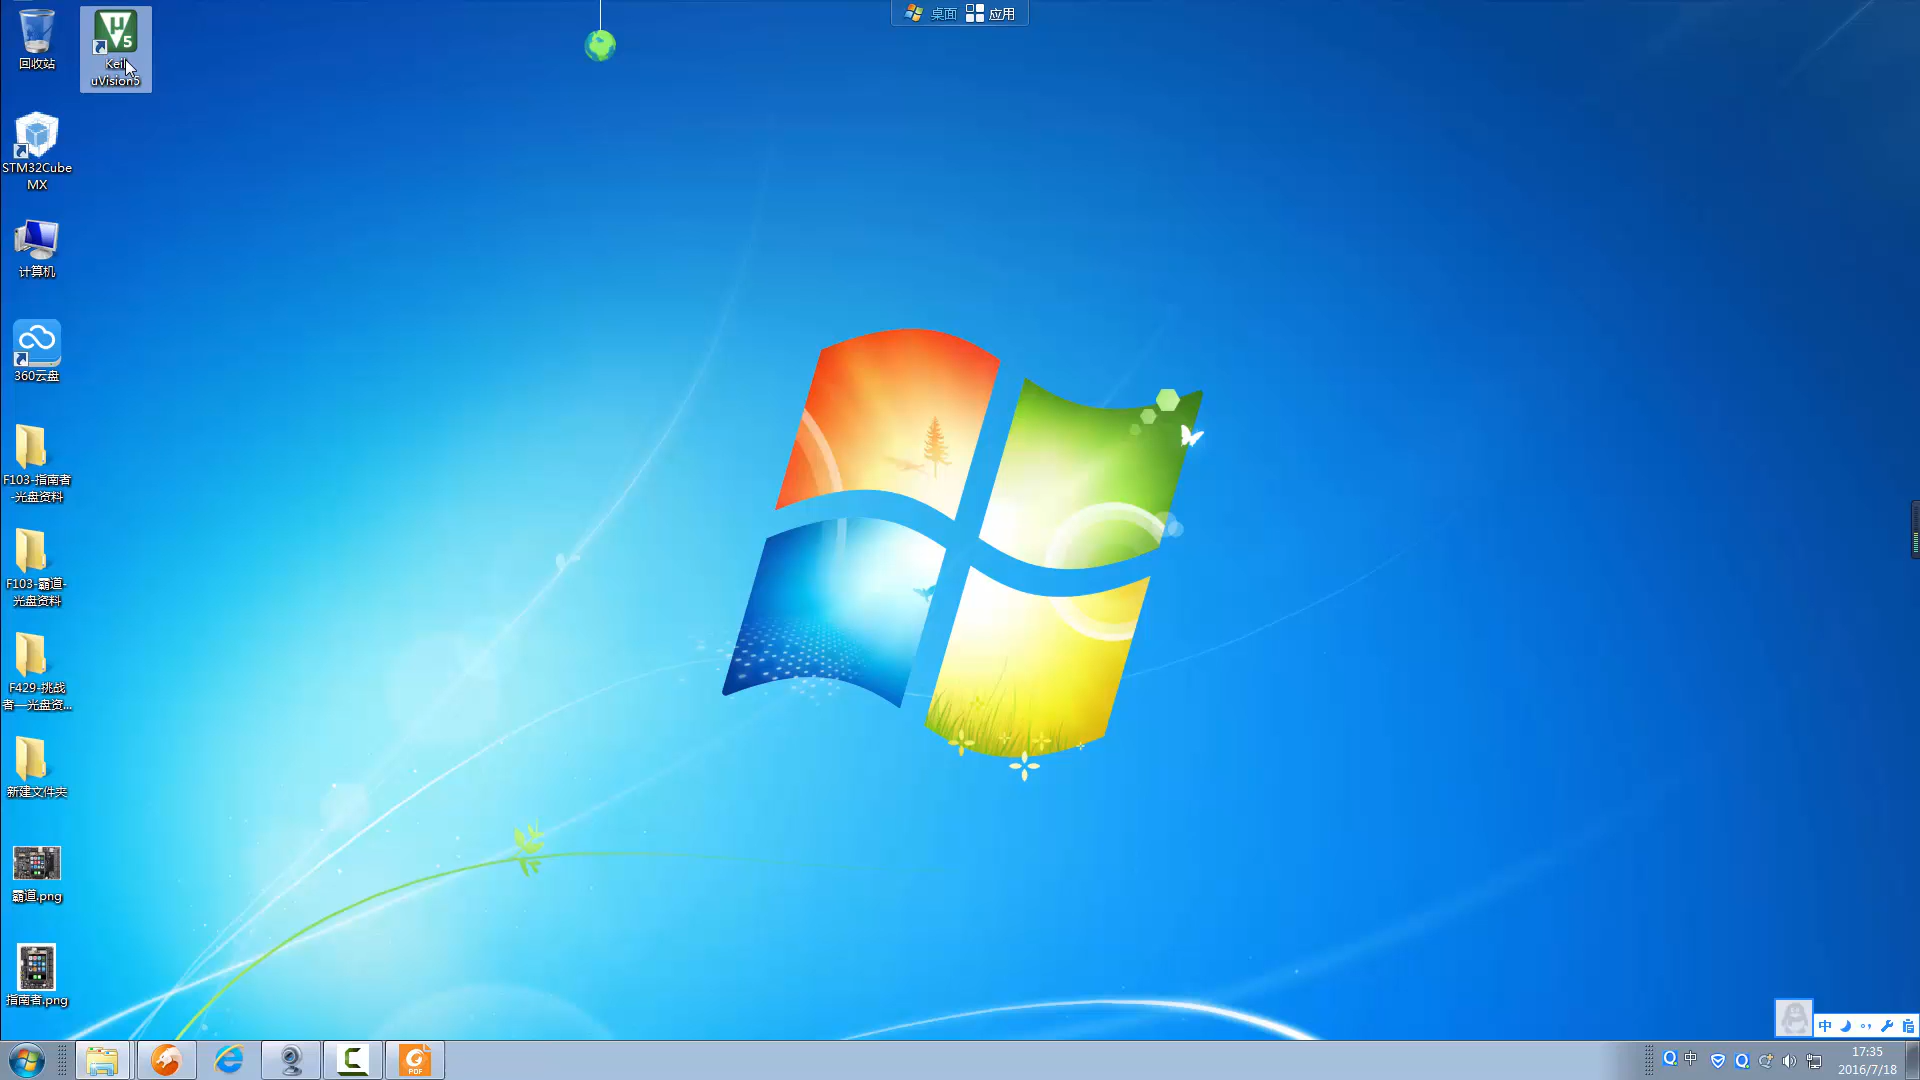 桌面 应用
回收站
Keil
uVision5
STM32Cube
MX
计算机
360云盘
F103-指南者
-光盘资料
F103-霸道-
光盘资料
F429-挑战
者—光盘资...
新建文件夹
霸道.png
指南者.png
中
PDF
中
17:35
2016/7/18